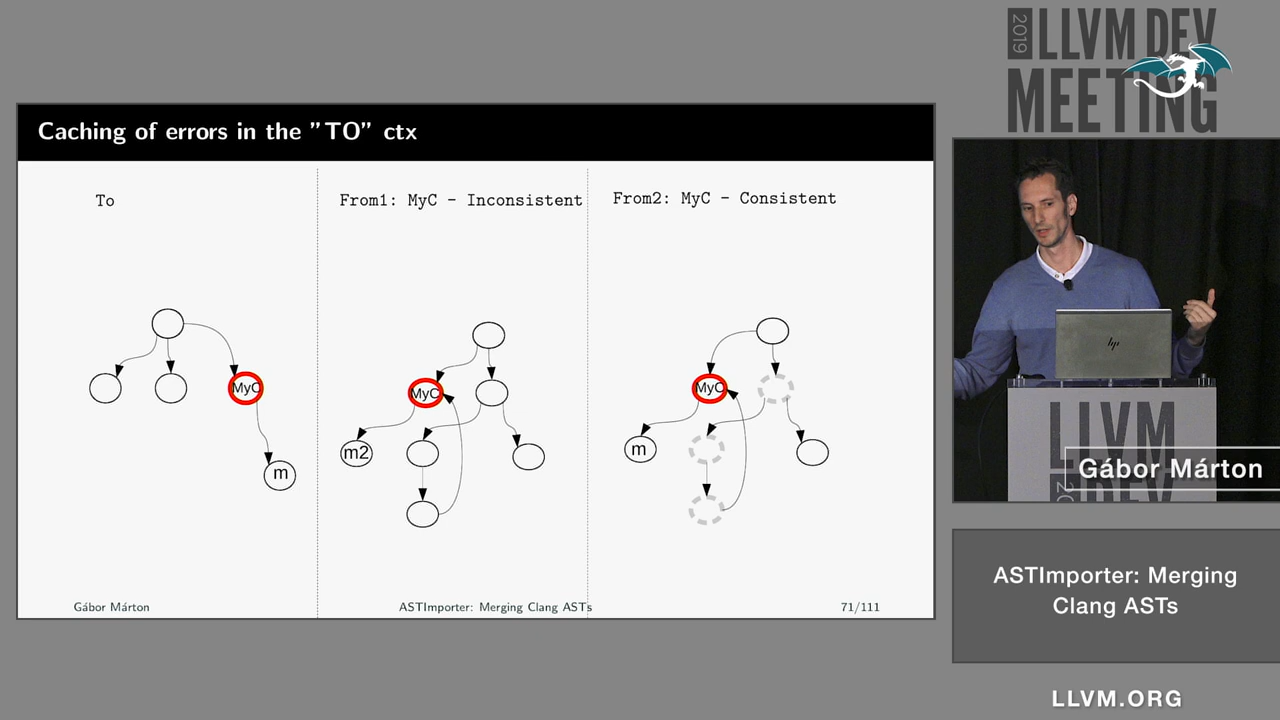 2019 LLVM DEV
MEETING
Caching of errors in the "TO" ctx
To
From1: MyC - Inconsistent
From2: MyC - Consistent
MyC
m
MyC
m2
MyC
m
Gábor Márton
ASTImporter: Merging Clang ASTs
71/111
hp
LLVM
Gábor Márton
ASTImporter: Merging
Clang ASTs
LLVM.ORG